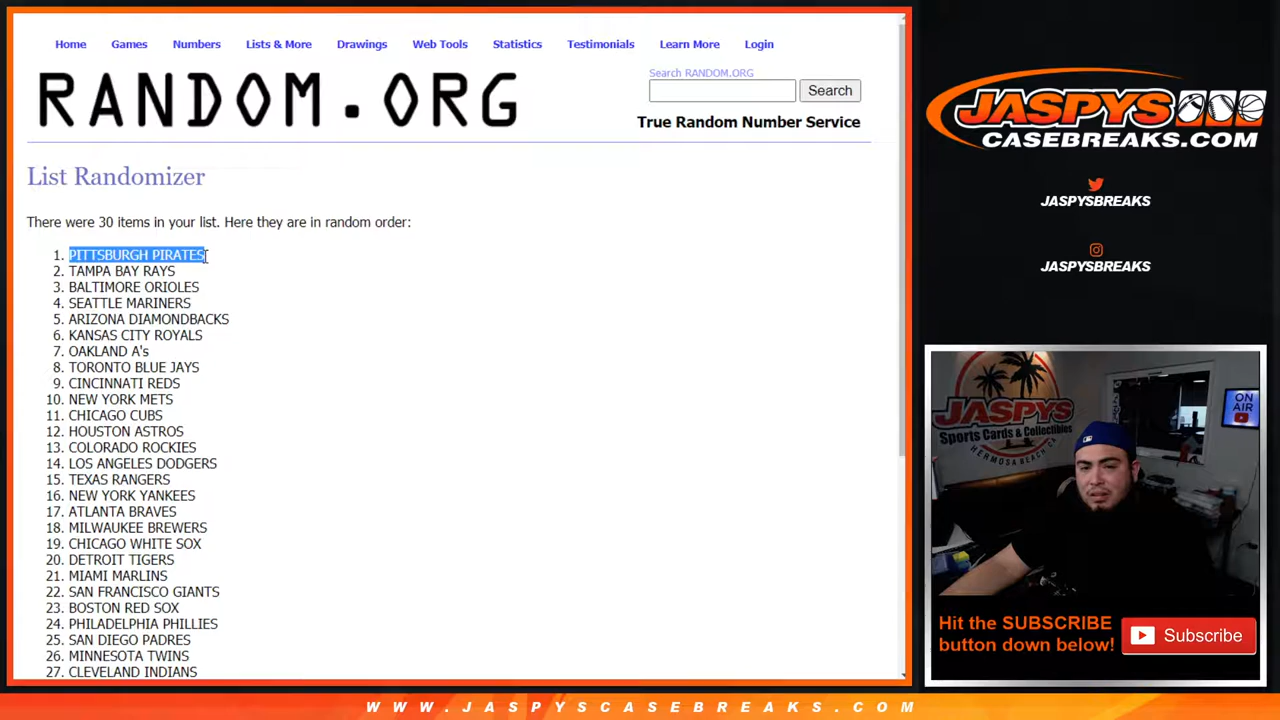 Home Games Numbers Lists & More Drawings Web Tools Statistics Testimonials Learn More Login
RANDOM.ORG
Search RANDOM.ORG
Search
True Random Number Service
List Randomizer
There were 30 items in your list. Here they are in random order:
1. PITTSBURGH PIRATES
2. TAMPA BAY RAYS
3. BALTIMORE ORIOLES
4. SEATTLE MARINERS
5. ARIZONA DIAMONDBACKS
6. KANSAS CITY ROYALS
7. OAKLAND A's
8. TORONTO BLUE JAYS
9. CINCINNATI REDS
10. NEW YORK METS
11. CHICAGO CUBS
12. HOUSTON ASTROS
13. COLORADO ROCKIES
14. LOS ANGELES DODGERS
15. TEXAS RANGERS
16. NEW YORK YANKEES
17. ATLANTA BRAVES
18. MILWAUKEE BREWERS
19. CHICAGO WHITE SOX
20. DETROIT TIGERS
21. MIAMI MARLINS
22. SAN FRANCISCO GIANTS
23. BOSTON RED SOX
24. PHILADELPHIA PHILLIES
25. SAN DIEGO PADRES
26. MINNESOTA TWINS
27. CLEVELAND INDIANS
JASPYS
CASEBREAKS.COM
JASPYSBREAKS
JASPYSBREAKS
JASPYS
Sports Cards & Collectibles
HERMOSA BEACH CA
ON
AIR
Hit the SUBSCRIBE
button down below!
Subscribe
WWW.JASPYSCASEBREAKS.COM